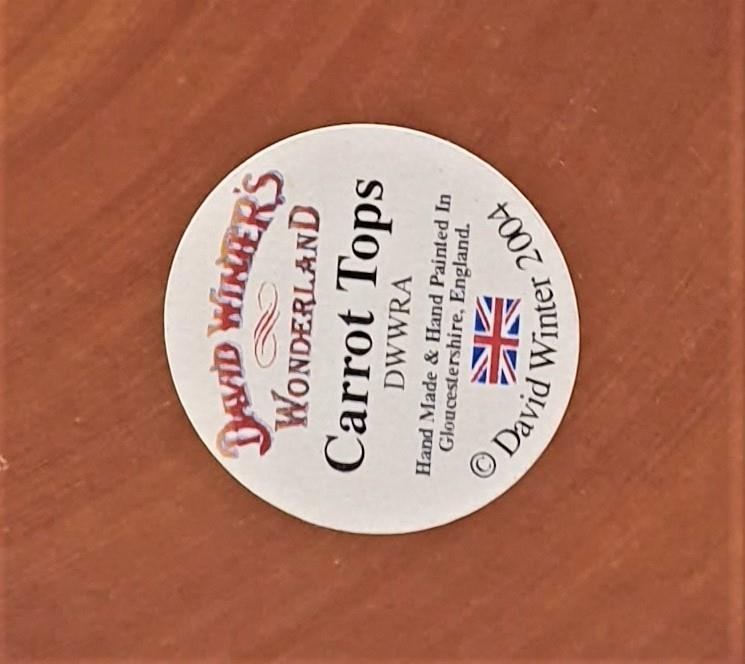 DAVID WINTER'S
WONDERLAND
Carrot Tops
DWWRA
Hand Made & Hand Painted In
Gloucestershire, England.
© David Winter 2004